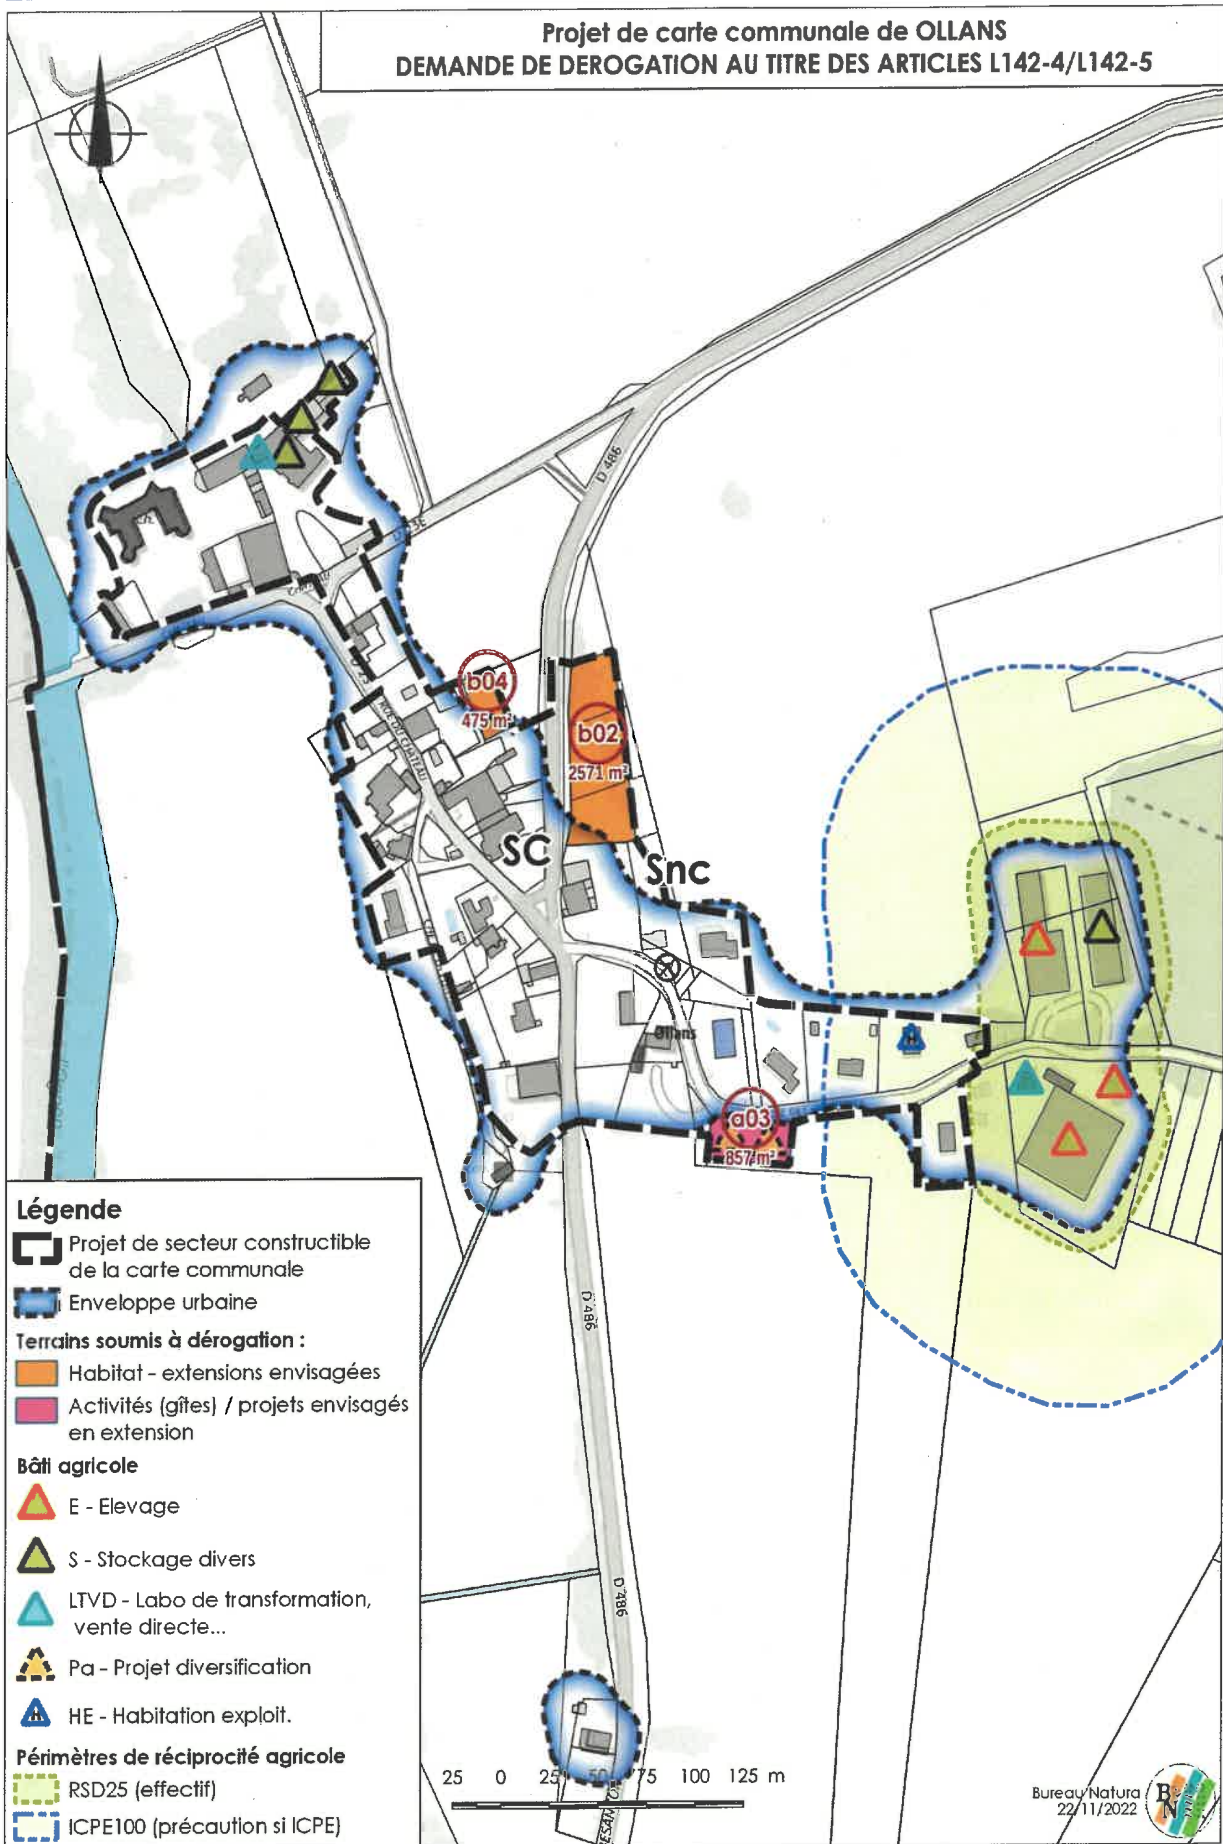 Projet de carte communale de OLLANS
DEMANDE DE DEROGATION AU TITRE DES ARTICLES L142-4/L142-5
D 486
CHATEAU
b04
475 m²
b02
2571 m²
RUE DU CHATEAU
SC
Snc
Ollans
a03
857 m²
D 486
D 486
Légende
Projet de secteur constructible
de la carte communale
Enveloppe urbaine
Terrains soumis à dérogation :
Habitat - extensions envisagées
Activités (gîtes) / projets envisagés
en extension
Bâti agricole
E - Elevage
S - Stockage divers
LTVD - Labo de transformation,
vente directe...
Pa - Projet diversification
HE - Habitation exploit.
Périmètres de réciprocité agricole
RSD25 (effectif)
ICPE100 (précaution si ICPE)
25 0 25 50 75 100 125 m
Bureau Natura
22/11/2022